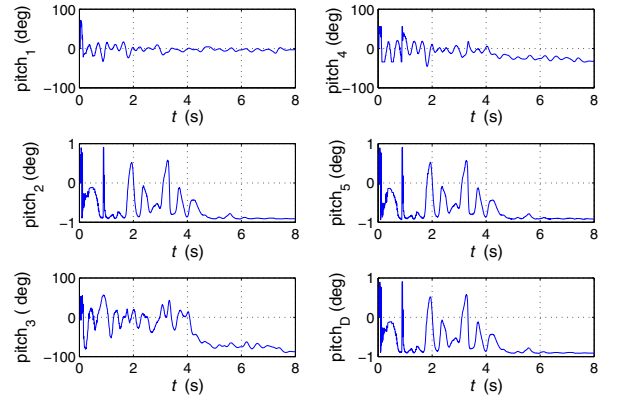 100
0
−100
pitch1 (deg)
0 2 4 6 8
t (s)
100
0
−100
pitch4 (deg)
0 2 4 6 8
t (s)
1
0
−1
pitch2 (deg)
0 2 4 6 8
t (s)
1
0
−1
pitch5 (deg)
0 2 4 6 8
t (s)
100
0
−100
pitch3 ( deg)
0 2 4 6 8
t (s)
1
0
1
pitchD (deg)
0 2 4 6 8
t (s)